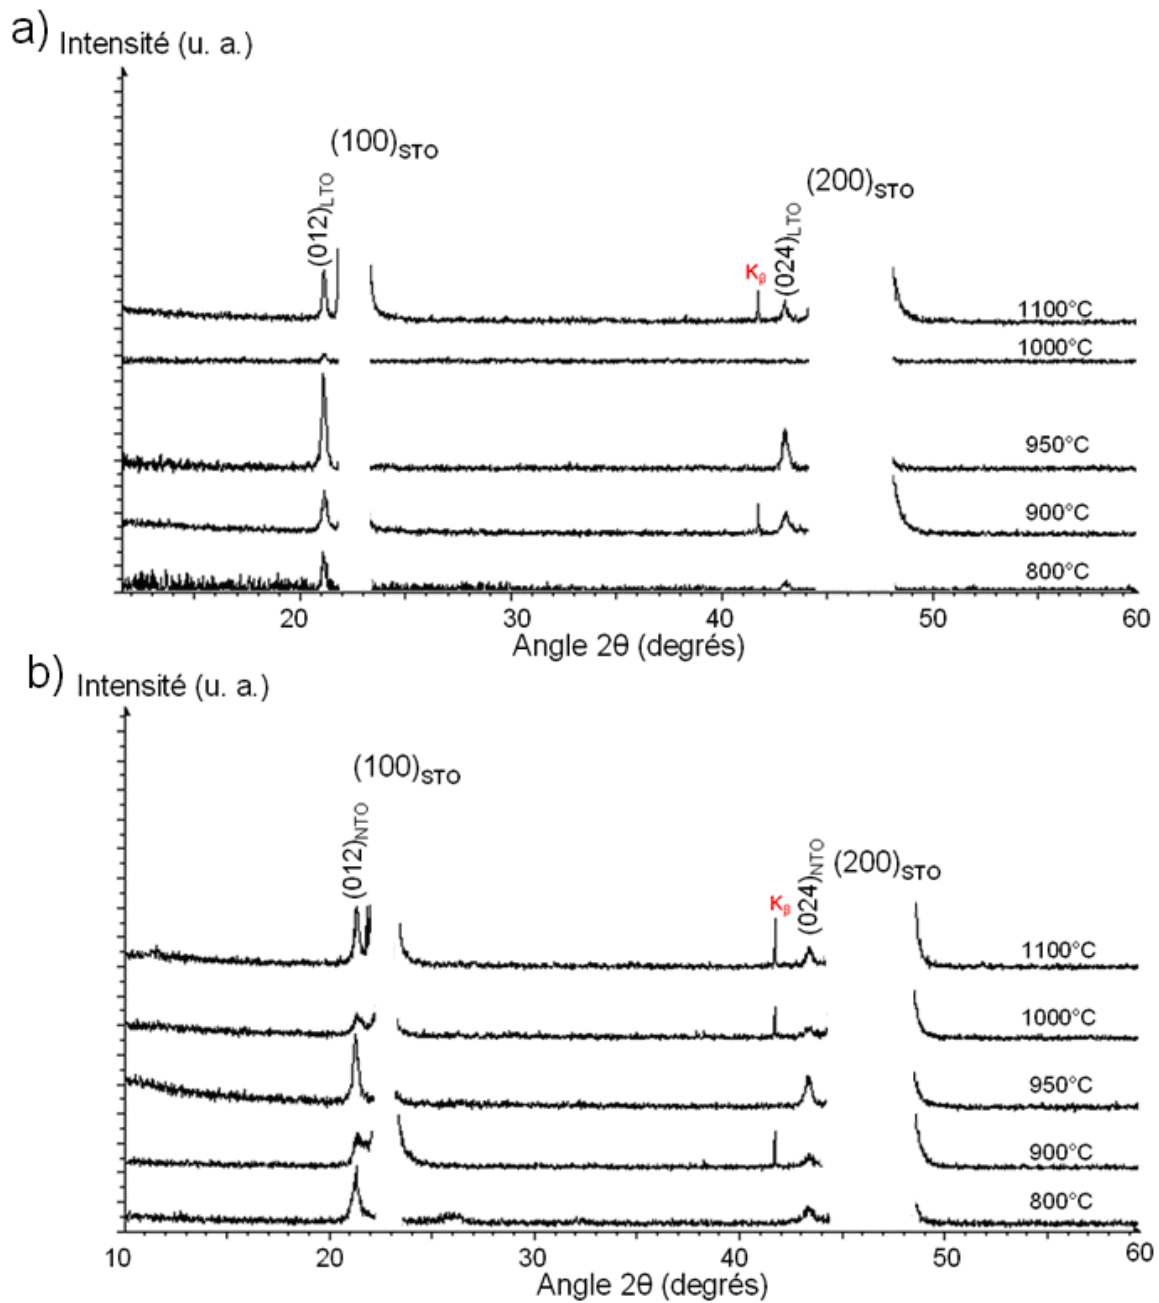 a) Intensité (u. a.)
(100)STO
(012)LTO
(200)STO
(024)LTO
Kβ
1100°C
1000°C
950°C
900°C
800°C
20 30 40 50 60
Angle 2θ (degrés)
b) Intensité (u. a.)
(100)STO
(012)NTO
(200)STO
(024)NTO
Kβ
1100°C
1000°C
950°C
900°C
800°C
10 20 30 40 50 60
Angle 2θ (degrés)